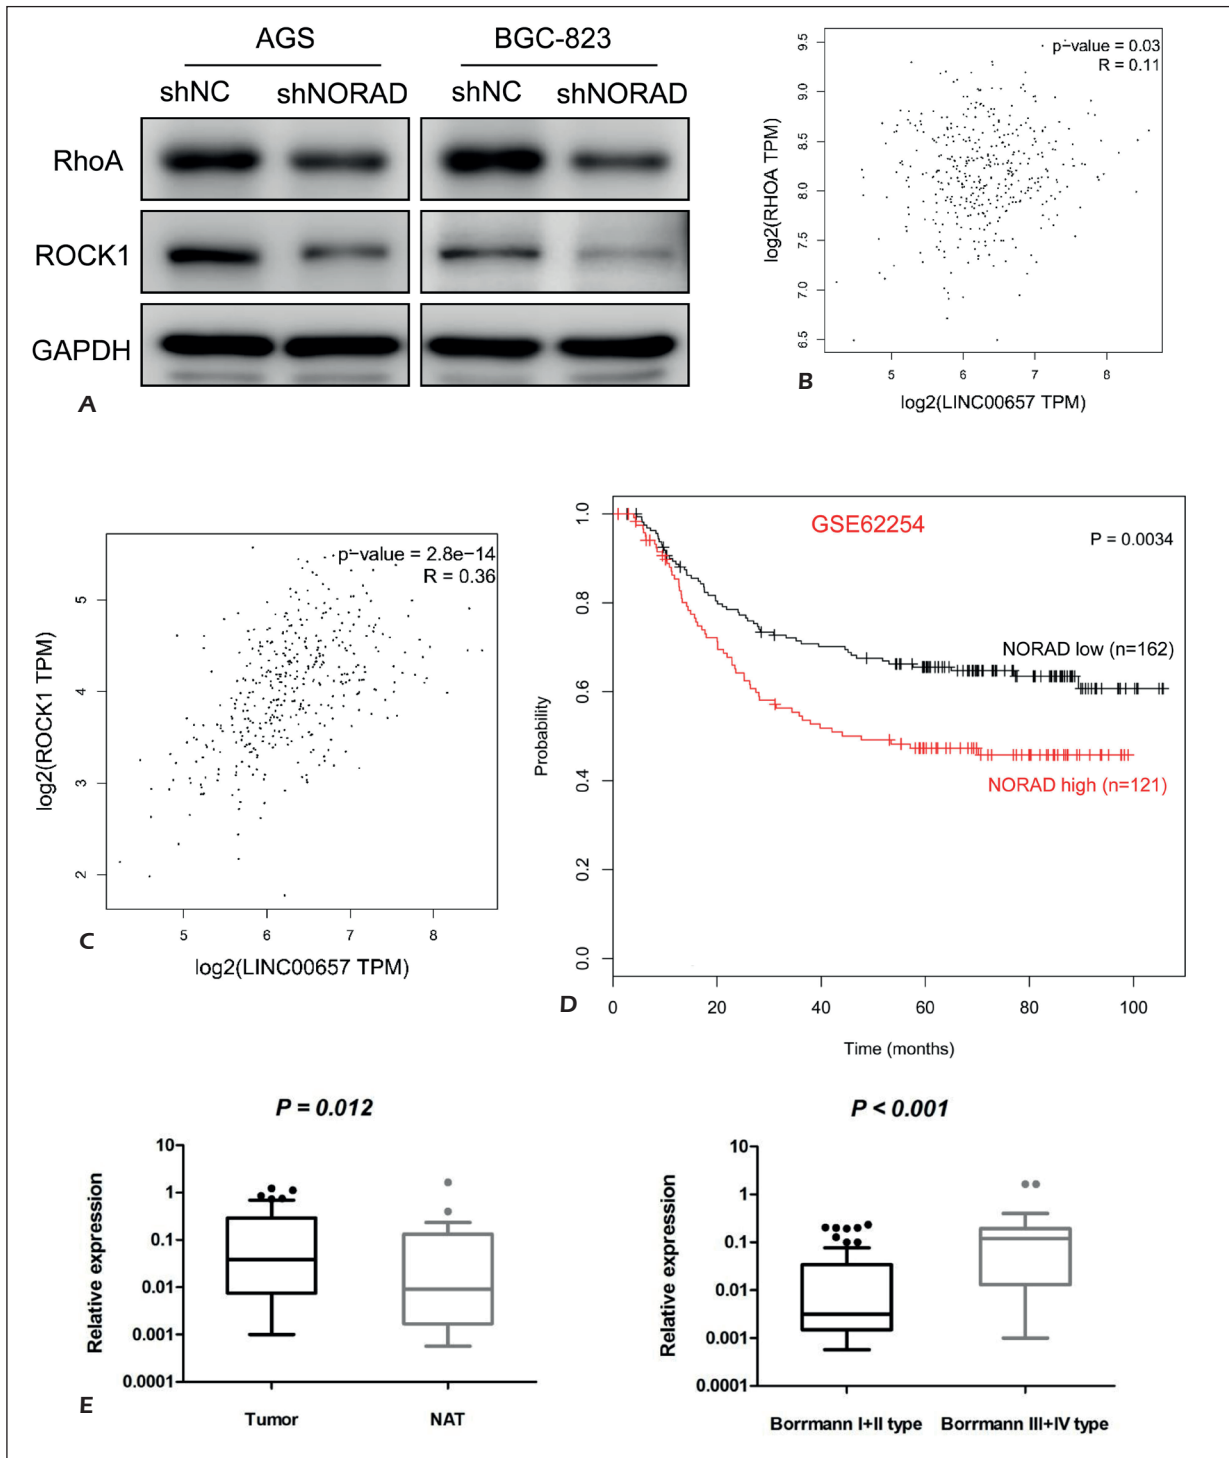 AGS BGC-823
shNC shNORAD shNC shNORAD
RhoA
ROCK1
GAPDH
A
p-value = 0.03
R = 0.11
9.5
9.0
8.5
8.0
7.5
7.0
6.5
log2(RHOA TPM)
5 6 7 8
log2(LINC00657 TPM)
B
p-value = 2.8e-14
R = 0.36
5
4
3
2
log2(ROCK1 TPM)
5 6 7 8
log2(LINC00657 TPM)
C
GSE62254
P = 0.0034
NORAD low (n=162)
NORAD high (n=121)
1.0
0.8
0.6
0.4
0.2
0.0
Probability
0 20 40 60 80 100
Time (months)
D
P = 0.012
10
1
0.1
0.01
0.001
0.0001
Relative expression
Tumor NAT
P < 0.001
10
1
0.1
0.01
0.001
0.0001
Relative expression
Borrmann I+II type Borrmann III+IV type
E